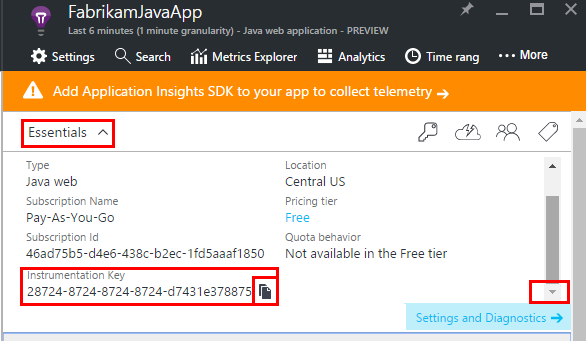 FabrikamJavaApp
Last 6 minutes (1 minute granularity) - Java web application - PREVIEW
Settings Search Metrics Explorer Analytics Time rang ••• More
Add Application Insights SDK to your app to collect telemetry →
Essentials
Type Location
Java web Central US
Subscription Name Pricing tier
Pay-As-You-Go Free
Subscription Id Quota behavior
46ad75b5-d4e6-438c-b2ec-1fd5aaaf1850 Not available in the Free tier
Instrumentation Key
28724-8724-8724-8724-d7431e378875
Settings and Diagnostics →